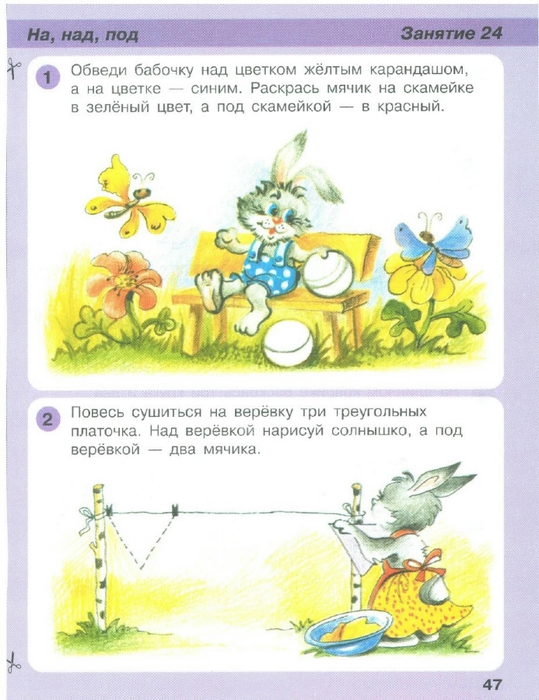 На, над, под
Занятие 24
1
Обведи бабочку над цветком жёлтым карандашом,
а на цветке — синим. Раскрась мячик на скамейке
в зелёный цвет, а под скамейкой — в красный.
2
Повесь сушиться на верёвку три треугольных
платочка. Над верёвкой нарисуй солнышко, а под
верёвкой — два мячика.
47